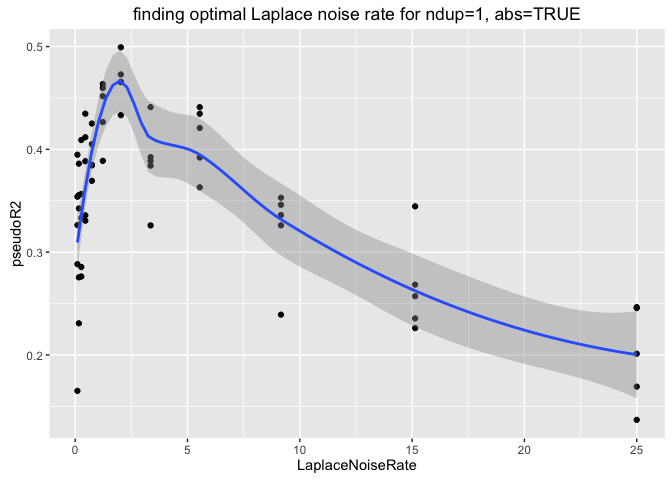 finding optimal Laplace noise rate for ndup=1, abs=TRUE
0.5
0.4
0.3
0.2
pseudoR2
0 5 10 15 20 25
LaplaceNoiseRate